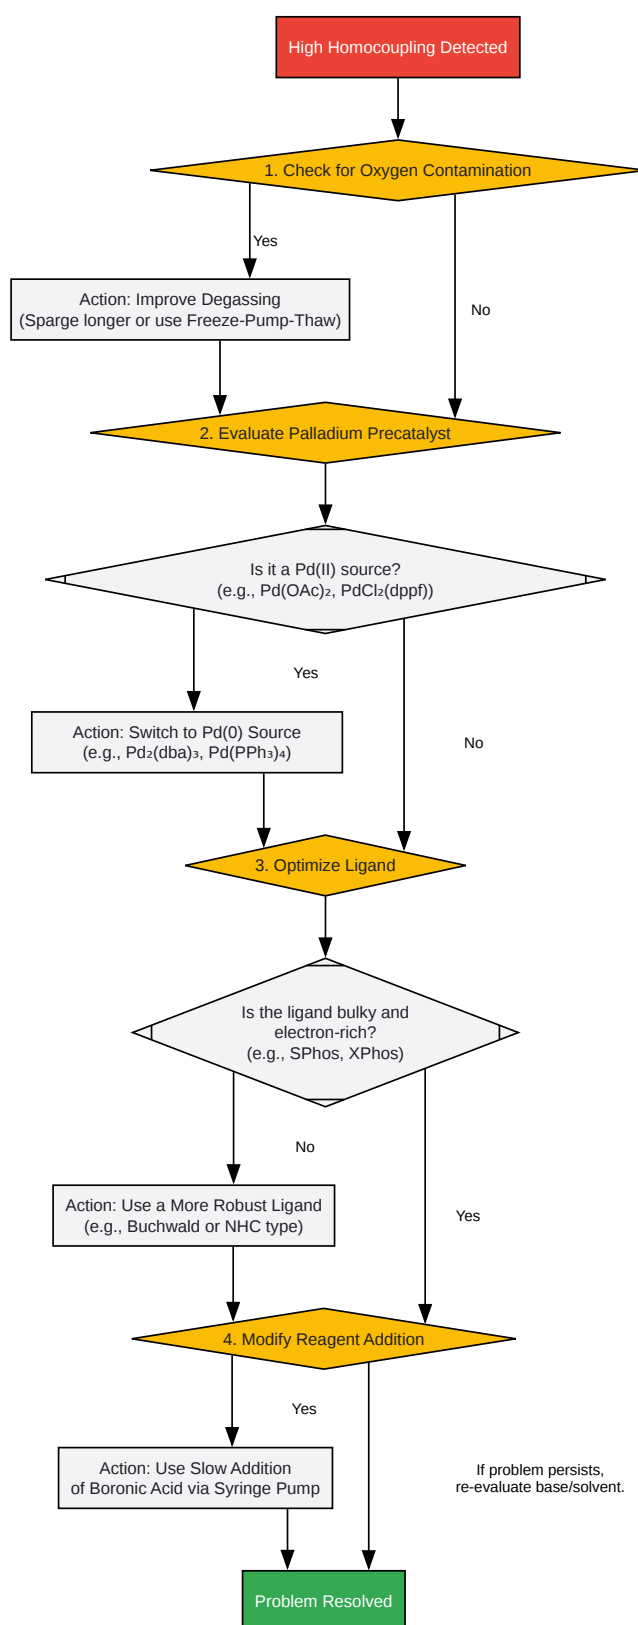 High Homocoupling Detected
1. Check for Oxygen Contamination
Yes
Action: Improve Degassing
(Sparge longer or use Freeze-Pump-Thaw)
No
2. Evaluate Palladium Precatalyst
Is it a Pd(II) source?
(e.g., Pd(OAc)₂, PdCl₂(dppf))
Yes
Action: Switch to Pd(0) Source
(e.g., Pd₂(dba)₃, Pd(PPh₃)₄)
No
3. Optimize Ligand
Is the ligand bulky and
electron-rich?
(e.g., SPhos, XPhos)
No
Action: Use a More Robust Ligand
(e.g., Buchwald or NHC type)
Yes
4. Modify Reagent Addition
Yes
Action: Use Slow Addition
of Boronic Acid via Syringe Pump
If problem persists,
re-evaluate base/solvent.
Problem Resolved